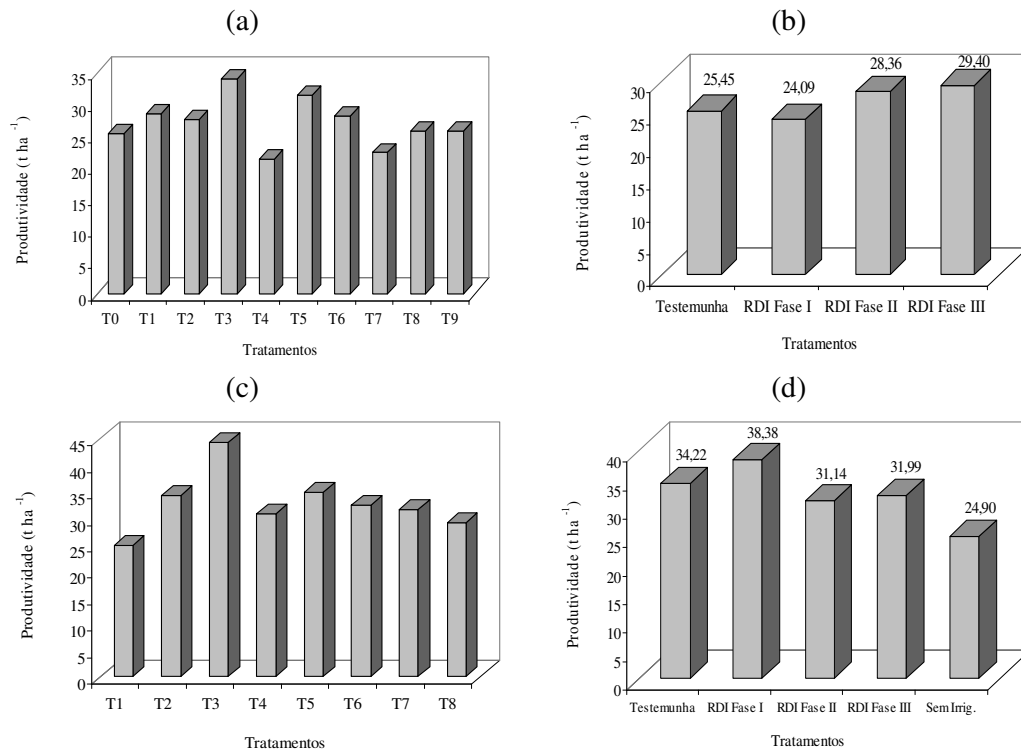 (a)
Produtividade (t ha -1)
35
30
25
20
15
10
5
0
T0 T1 T2 T3 T4 T5 T6 T7 T8 T9
Tratamentos
(b)
Produtividade (t ha -1)
30
25
20
15
10
5
0
25,45 24,09 28,36 29,40
Testemunha RDI Fase I RDI Fase II RDI Fase III
Tratamentos
(c)
Produtividade (t ha -1)
45
40
35
30
25
20
15
10
5
0
T1 T2 T3 T4 T5 T6 T7 T8
Tratamentos
(d)
Produtividade (t ha -1)
40
35
30
25
20
15
10
5
0
34,22 38,38 31,14 31,99 24,90
Testemunha RDI Fase I RDI Fase II RDI Fase III Sem Irrig.
Tratamentos